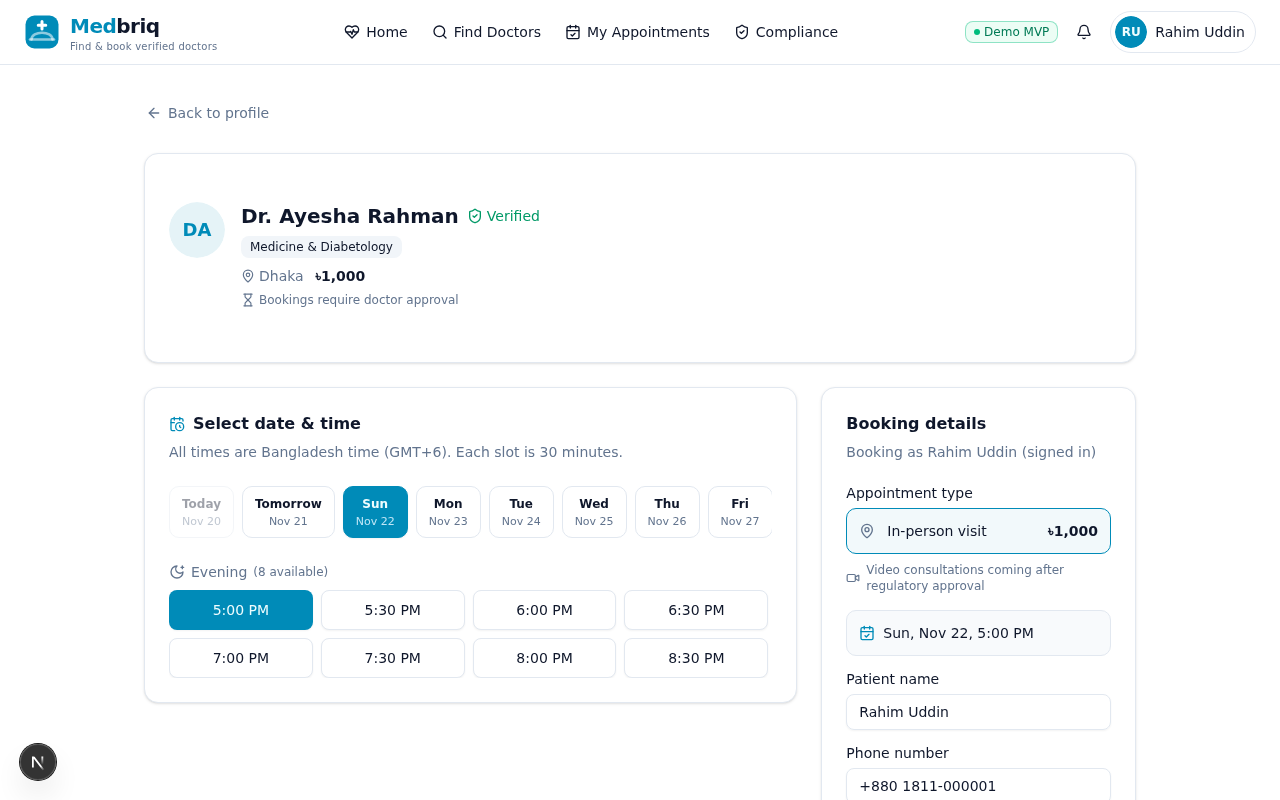 Medbriq
Find & book verified doctors
Home
Find Doctors
My Appointments
Compliance
Demo MVP
RU
Rahim Uddin
Back to profile
DA
Dr. Ayesha Rahman
Verified
Medicine & Diabetology
Dhaka
৳1,000
Bookings require doctor approval
Select date & time
All times are Bangladesh time (GMT+6). Each slot is 30 minutes.
Today
Nov 20
Tomorrow
Nov 21
Sun
Nov 22
Mon
Nov 23
Tue
Nov 24
Wed
Nov 25
Thu
Nov 26
Fri
Nov 27
Evening (8 available)
5:00 PM
5:30 PM
6:00 PM
6:30 PM
7:00 PM
7:30 PM
8:00 PM
8:30 PM
Booking details
Booking as Rahim Uddin (signed in)
Appointment type
In-person visit
৳1,000
Video consultations coming after
regulatory approval
Sun, Nov 22, 5:00 PM
Patient name
Rahim Uddin
Phone number
+880 1811-000001
N